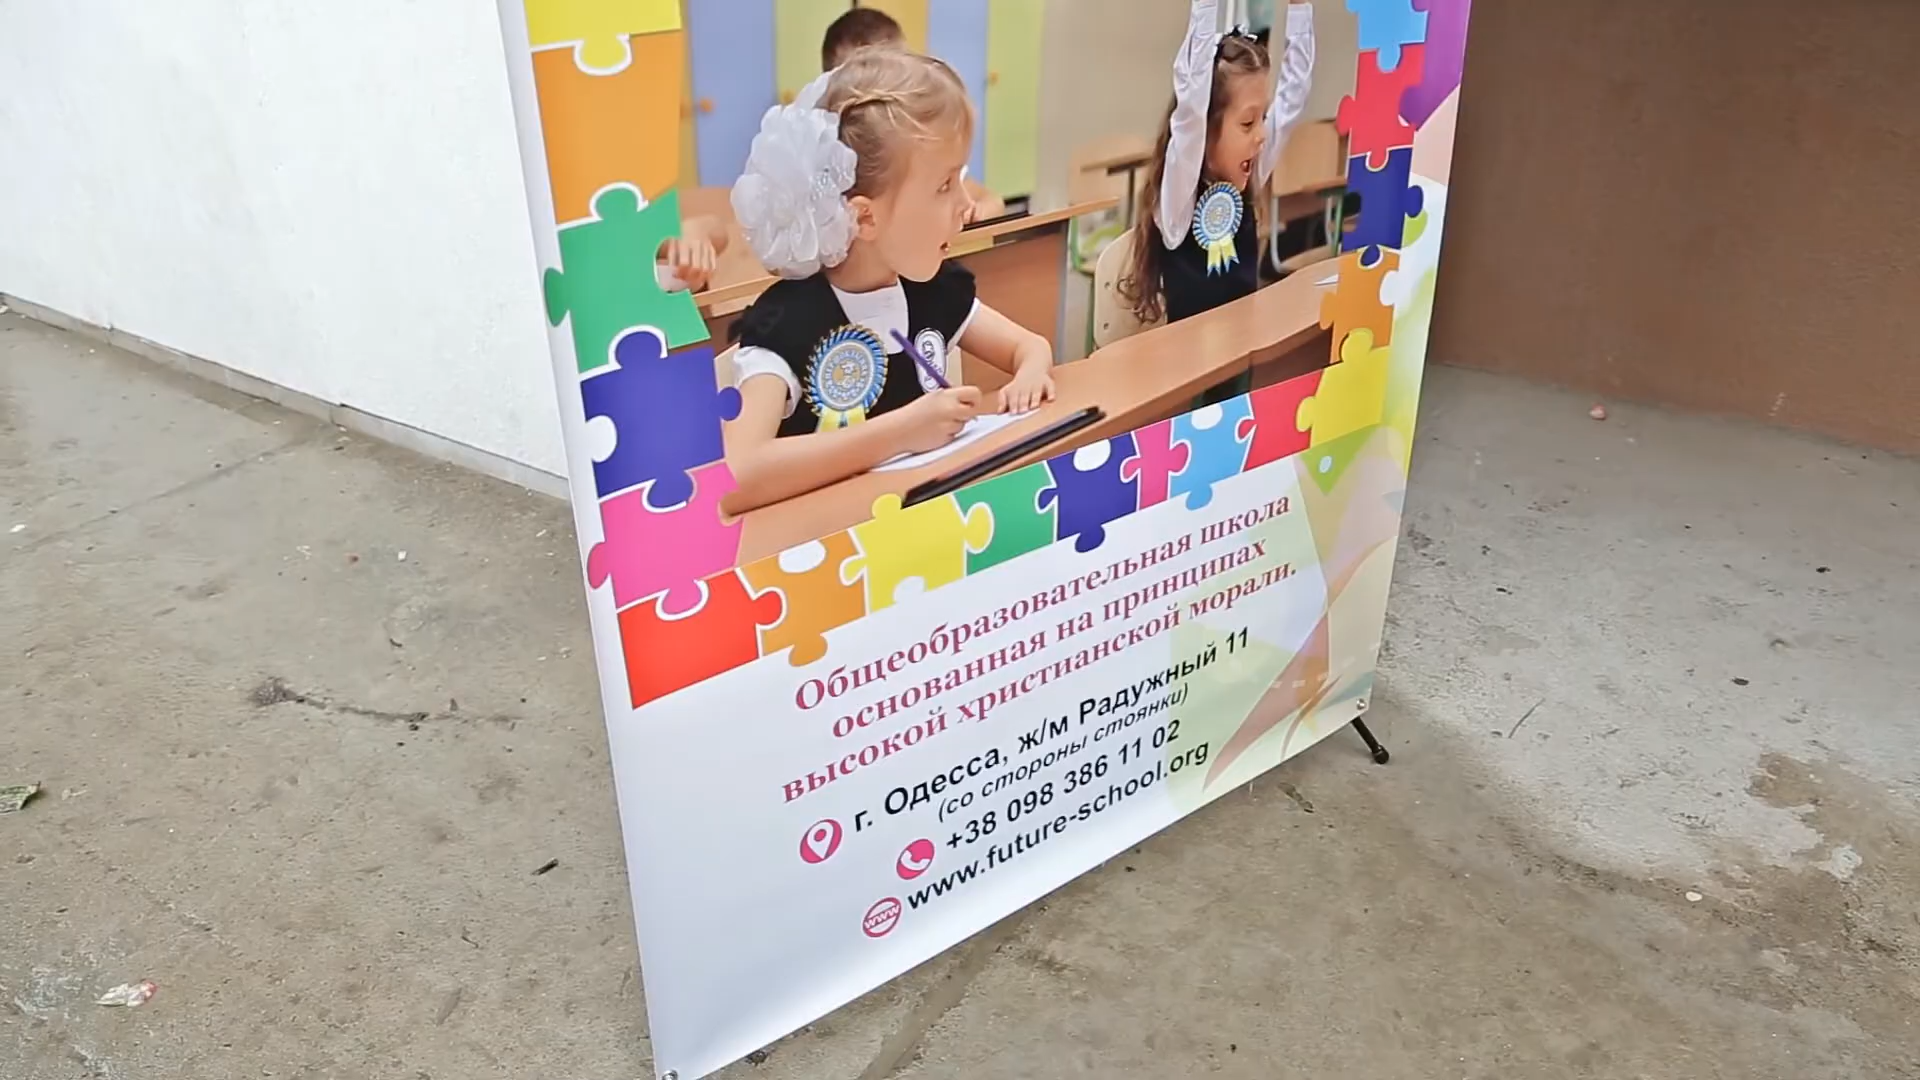 Общеобразовательная школа
основанная на принципах
высокой христианской морали.
г. Одесса, ж/м Радужный 11
(со стороны стоянки)
+38 098 386 11 02
www www.future-school.org